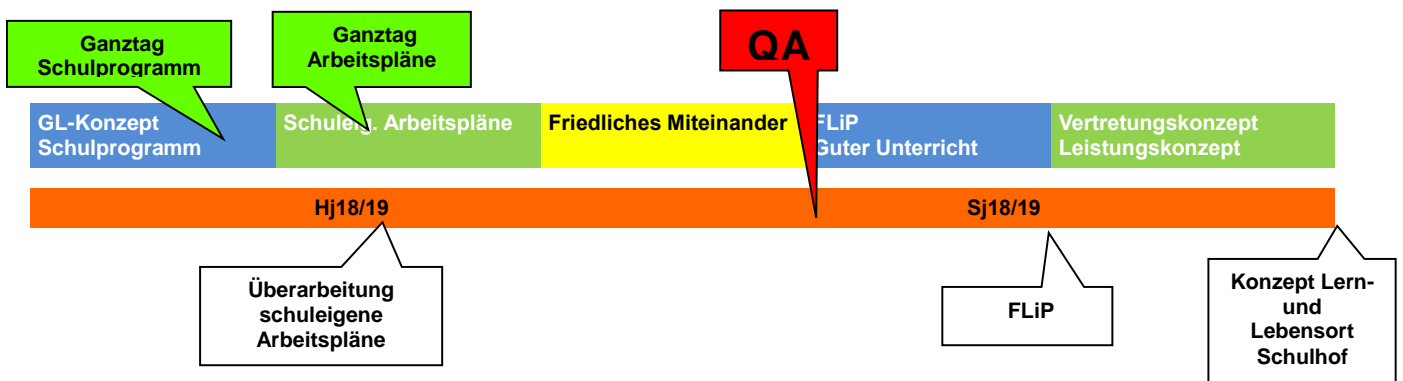 Ganztag
Schulprogramm
Ganztag
Arbeitspläne
QA
GL-Konzept
Schulprogramm
Schuleig. Arbeitspläne
Friedliches Miteinander
FLiP
Guter Unterricht
Vertretungskonzept
Leistungskonzept
Hj18/19
Sj18/19
Überarbeitung
schuleigene
Arbeitspläne
FLiP
Konzept Lern-
und
Lebensort
Schulhof